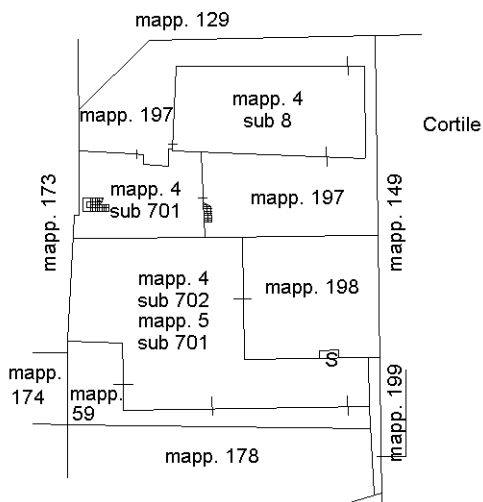 mapp. 129
mapp. 4
sub 8
Cortile
mapp. 197
mapp. 173
mapp. 4
sub 701
mapp. 197
mapp. 149
mapp. 4
sub 702
mapp. 5
sub 701
mapp. 198
S
mapp.
174
mapp.
59
mapp. 199
mapp. 178